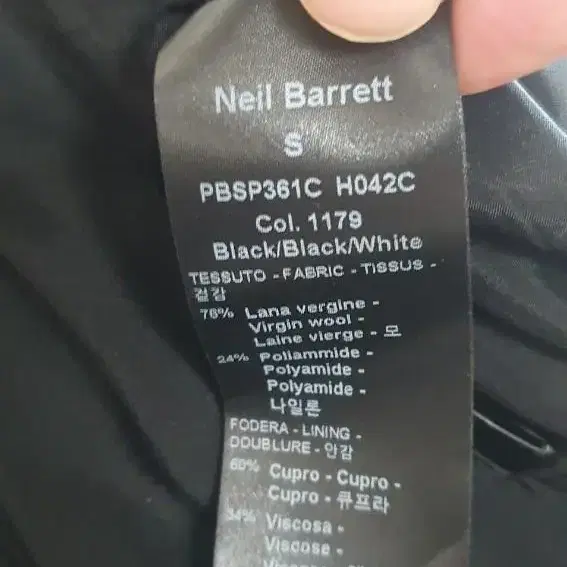 Neil Barrett
S
PBSP361C H042C
Col. 1179
Black/Black/White
TESSUTO - FABRIC - TISSUS -
겉감
76% Lana vergine -
Virgin wool -
Laine vierge - 모
24% Poliammide -
Polyamide -
Polyamide -
나일론
FODERA - LINING -
DOUBLURE - 안감
60% Cupro - Cupro -
Cupro - 큐프라
Viscosa -
Viscose -